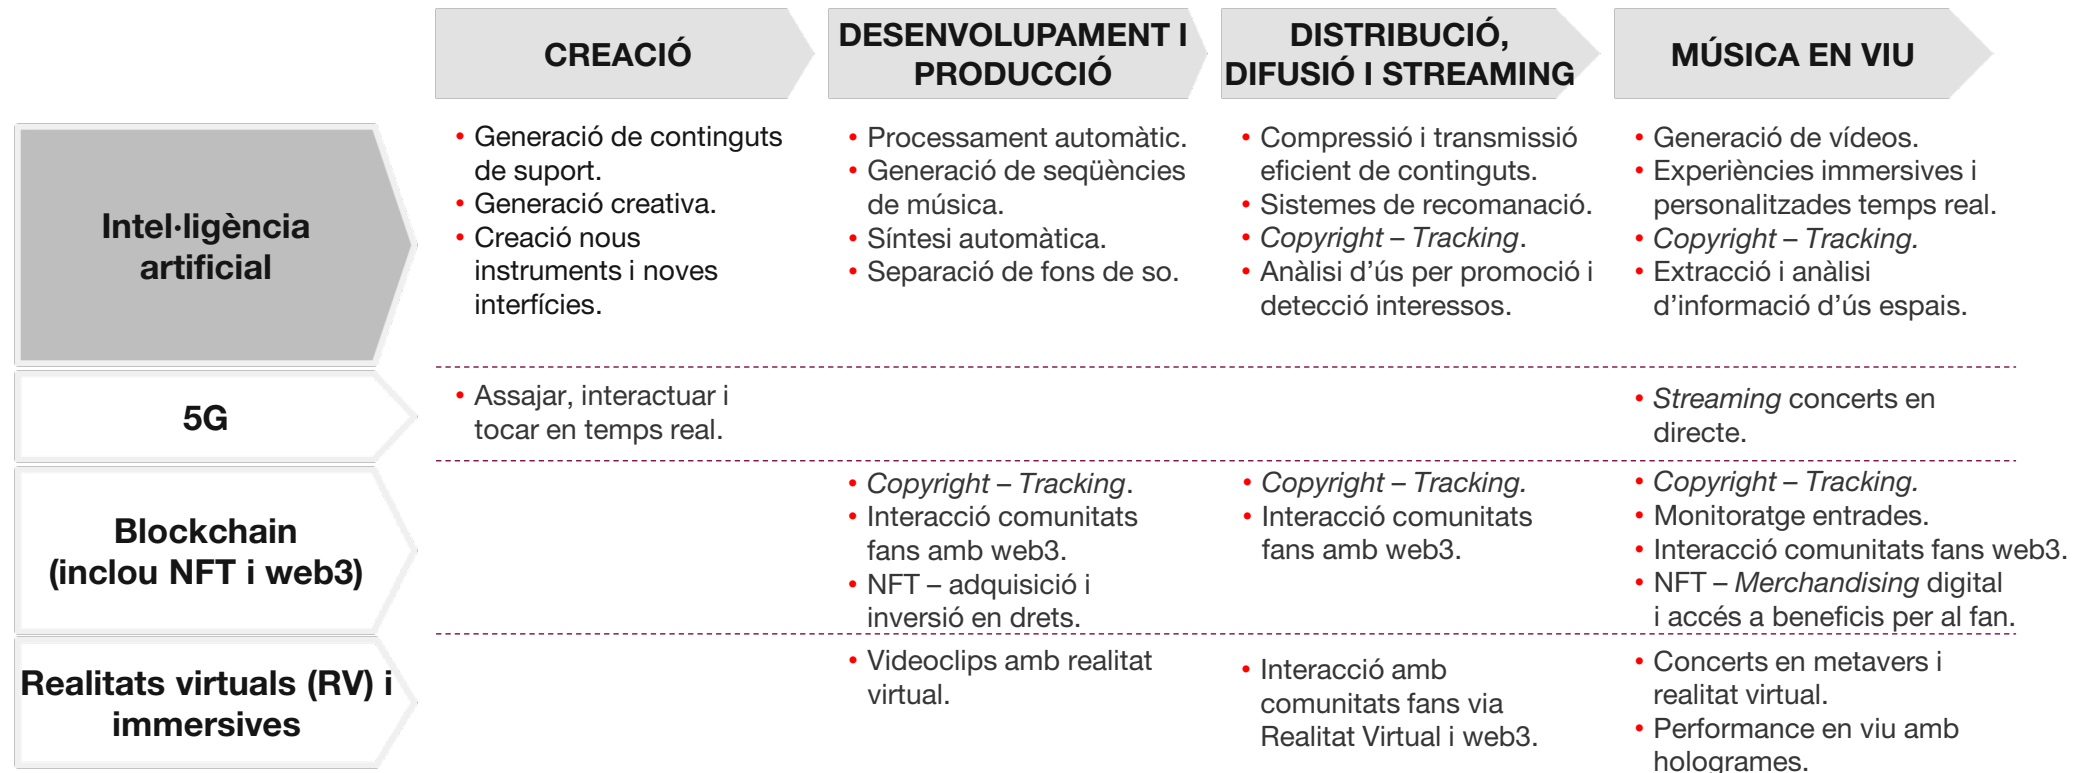 CREACIÓ
DESENVOLUPAMENT I
PRODUCCIÓ
DISTRIBUCIÓ,
DIFUSIÓ I STREAMING
MÚSICA EN VIU
Intel·ligència
artificial
• Generació de continguts
de suport.
• Generació creativa.
• Creació nous
instruments i noves
interfícies.
• Processament automàtic.
• Generació de seqüències
de música.
• Síntesi automàtica.
• Separació de fons de so.
• Compressió i transmissió
eficient de continguts.
• Sistemes de recomanació.
• Copyright – Tracking.
• Anàlisi d’ús per promoció i
detecció interessos.
• Generació de vídeos.
• Experiències immersives i
personalitzades temps real.
• Copyright – Tracking.
• Extracció i anàlisi
d’informació d’ús espais.
5G
• Assajar, interactuar i
tocar en temps real.
• Streaming concerts en
directe.
Blockchain
(inclou NFT i web3)
• Copyright – Tracking.
• Interacció comunitats
fans amb web3.
• NFT – adquisició i
inversió en drets.
• Copyright – Tracking.
• Interacció comunitats
fans amb web3.
• Copyright – Tracking.
• Monitoratge entrades.
• Interacció comunitats fans web3.
• NFT – Merchandising digital
i accés a beneficis per al fan.
Realitats virtuals (RV) i
immersives
• Videoclips amb realitat
virtual.
• Interacció amb
comunitats fans via
Realitat Virtual i web3.
• Concerts en metavers i
realitat virtual.
• Performance en viu amb
hologrames.